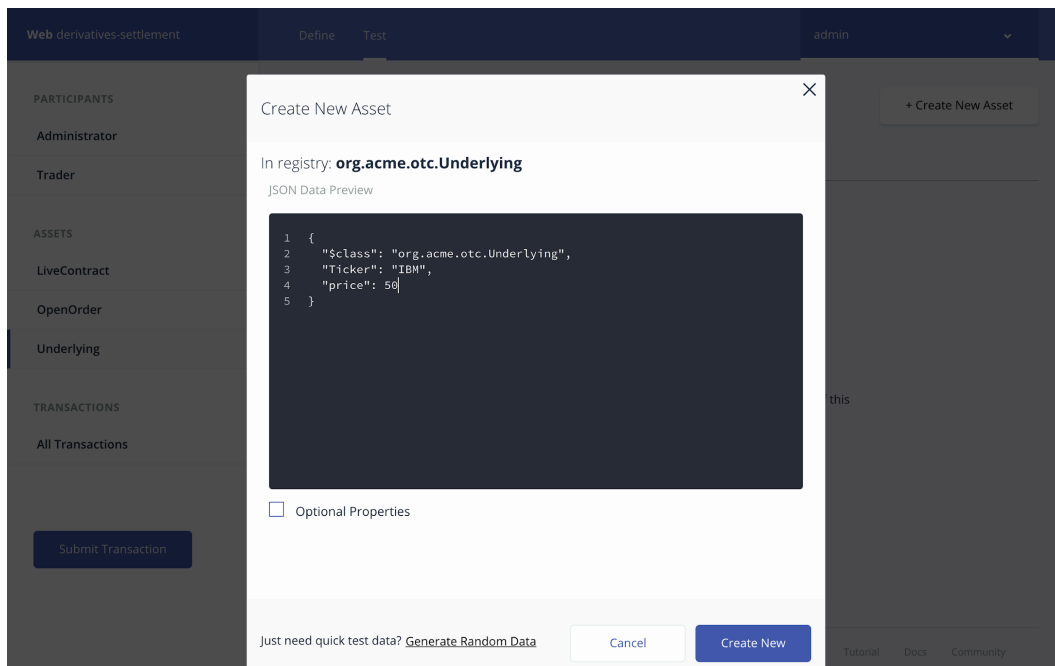 Web derivatives-settlement
Define
Test
admin
PARTICIPANTS
Administrator
Trader
ASSETS
LiveContract
OpenOrder
Underlying
TRANSACTIONS
All Transactions
Submit Transaction
+ Create New Asset
this
Create New Asset
In registry: org.acme.otc.Underlying
JSON Data Preview
1 {
2 "$class": "org.acme.otc.Underlying",
3 "Ticker": "IBM",
4 "price": 50
5 }
Optional Properties
Just need quick test data? Generate Random Data
Cancel
Create New
Tutorial
Docs
Community